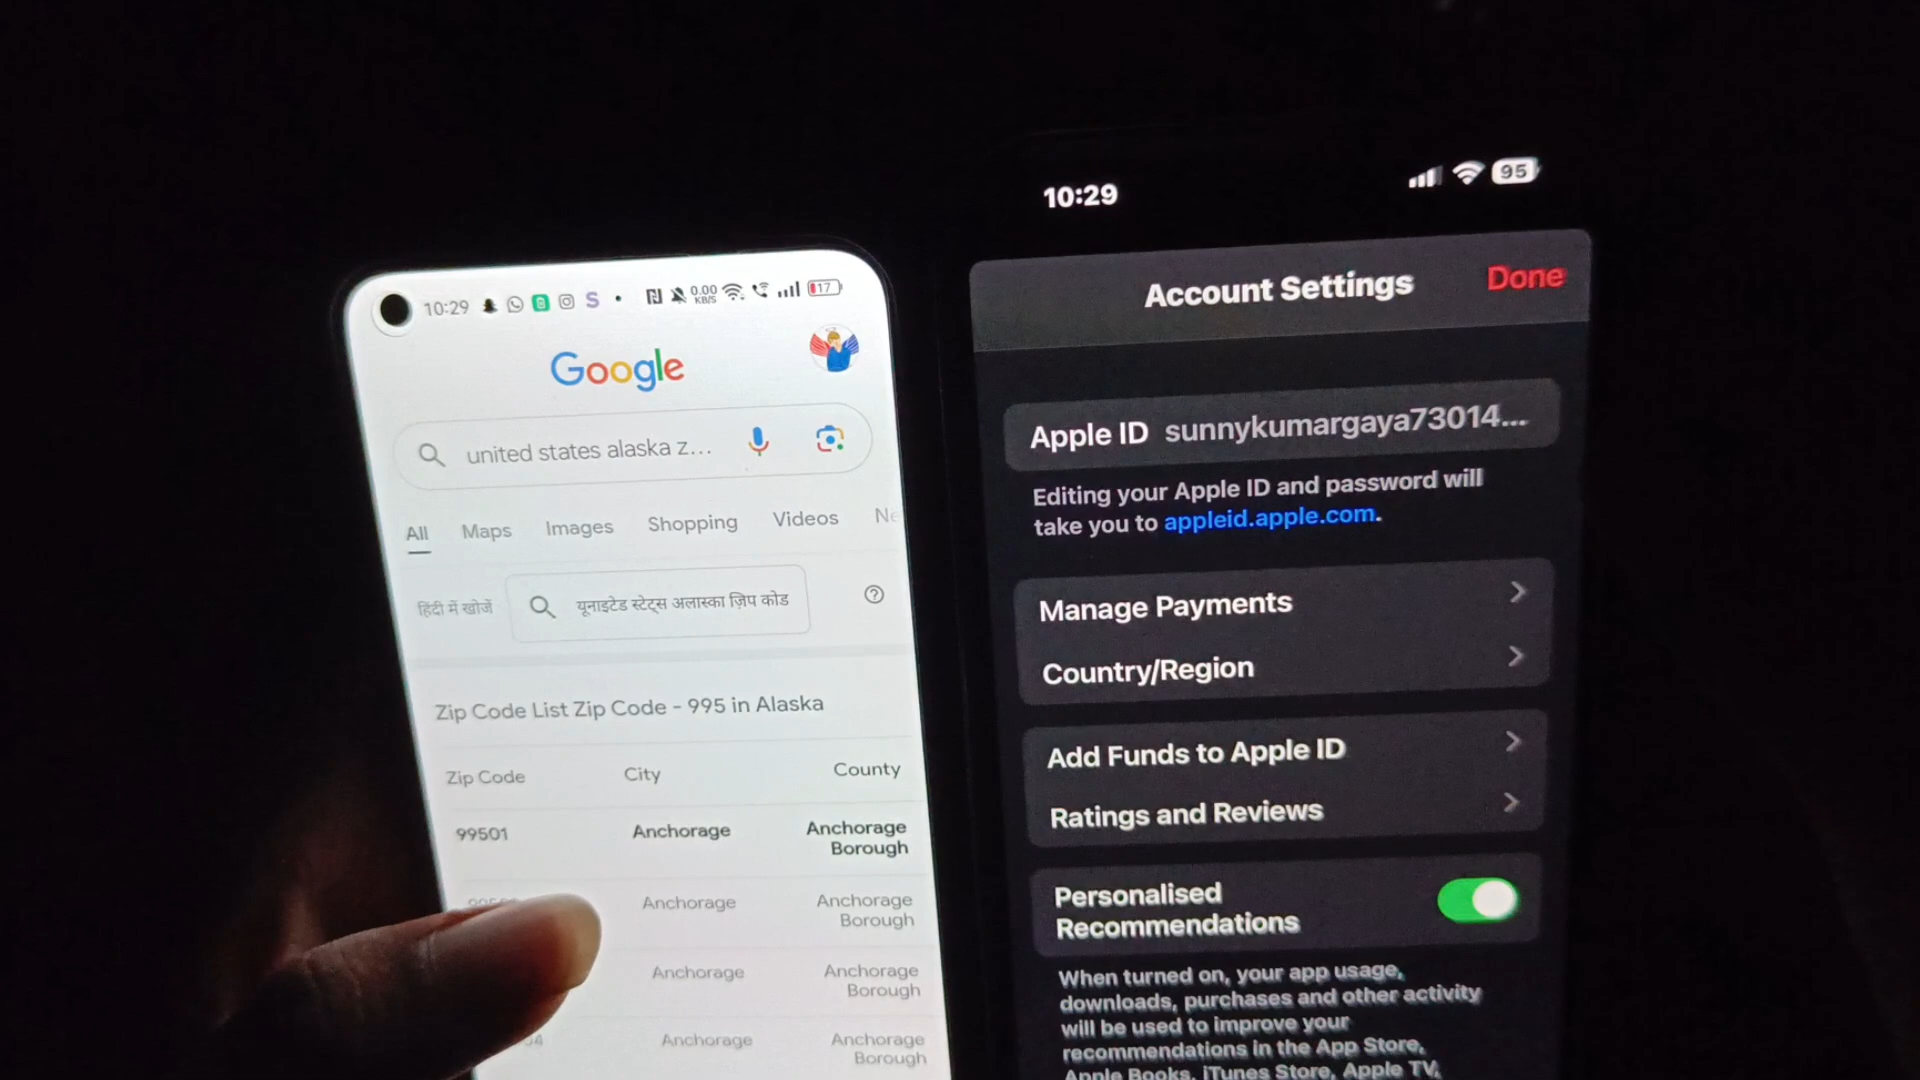 10:29
0.00
KB/S
17
Google
united states alaska z...
All Maps Images Shopping Videos Ne
हिंदी में खोजें यूनाइटेड स्टेट्स अलास्का ज़िप कोड
Zip Code List Zip Code - 995 in Alaska
Zip Code City County
99501 Anchorage Anchorage
Borough
Anchorage Anchorage
Borough
Anchorage Anchorage
Borough
Anchorage Anchorage
Borough
10:29 95
Account Settings Done
Apple ID sunnykumargaya73014...
Editing your Apple ID and password will
take you to appleid.apple.com.
Manage Payments
Country/Region
Add Funds to Apple ID
Ratings and Reviews
Personalised
Recommendations
When turned on, your app usage,
downloads, purchases and other activity
will be used to improve your
recommendations in the App Store,
Apple Books, iTunes Store, Apple TV,